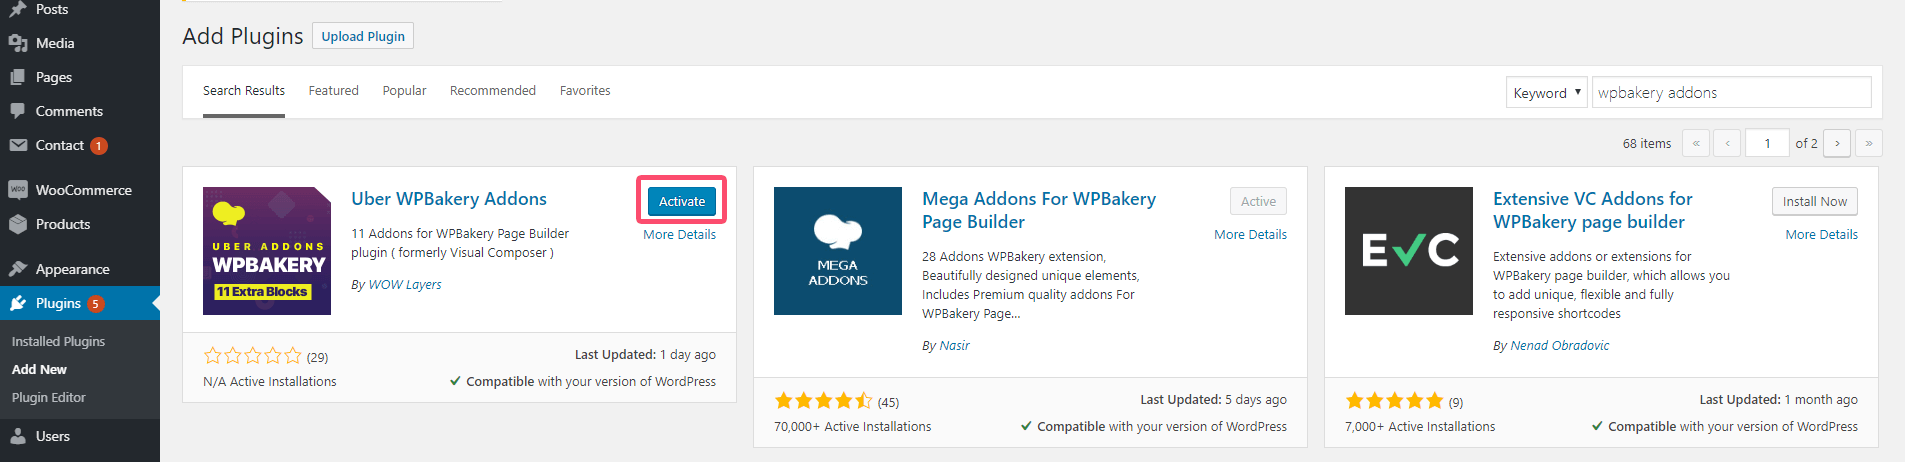 Posts
Media
Pages
Comments
Contact 1
WooCommerce
Products
Appearance
Plugins 5
Installed Plugins
Add New
Plugin Editor
Users
Add Plugins Upload Plugin
Search Results Featured Popular Recommended Favorites Keyword ▼ wpbakery addons
68 items « ‹ 1 of 2 › »
UBER ADDONS
WPBAKERY
11 Extra Blocks
Uber WPBakery Addons
Activate
More Details
11 Addons for WPBakery Page Builder
plugin ( formerly Visual Composer )
By WOW Layers
(29)
Last Updated: 1 day ago
N/A Active Installations
✔ Compatible with your version of WordPress
MEGA
ADDONS
Mega Addons For WPBakery
Page Builder
Active
More Details
28 Addons WPBakery extension,
Beautifully designed unique elements,
Includes Premium quality addons For
WPBakery Page...
By Nasir
(45)
Last Updated: 5 days ago
70,000+ Active Installations
✔ Compatible with your version of WordPress
EVC
Extensive VC Addons for
WPBakery page builder
Install Now
More Details
Extensive addons or extensions for
WPBakery page builder, which allows you
to add unique, flexible and fully
responsive shortcodes
By Nenad Obradovic
(9)
Last Updated: 1 month ago
7,000+ Active Installations
✔ Compatible with your version of WordPress